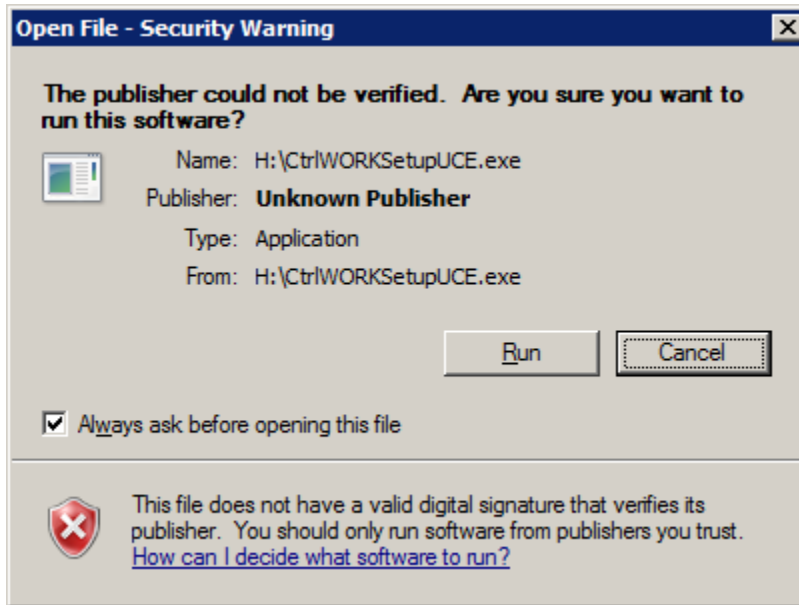 Open File - Security Warning
The publisher could not be verified.  Are you sure you want to
run this software?
Name: H:\CtrlWORKSetupUCE.exe
Publisher: Unknown Publisher
Type: Application
From: H:\CtrlWORKSetupUCE.exe
Run Cancel
Always ask before opening this file
This file does not have a valid digital signature that verifies its
publisher.  You should only run software from publishers you trust.
How can I decide what software to run?